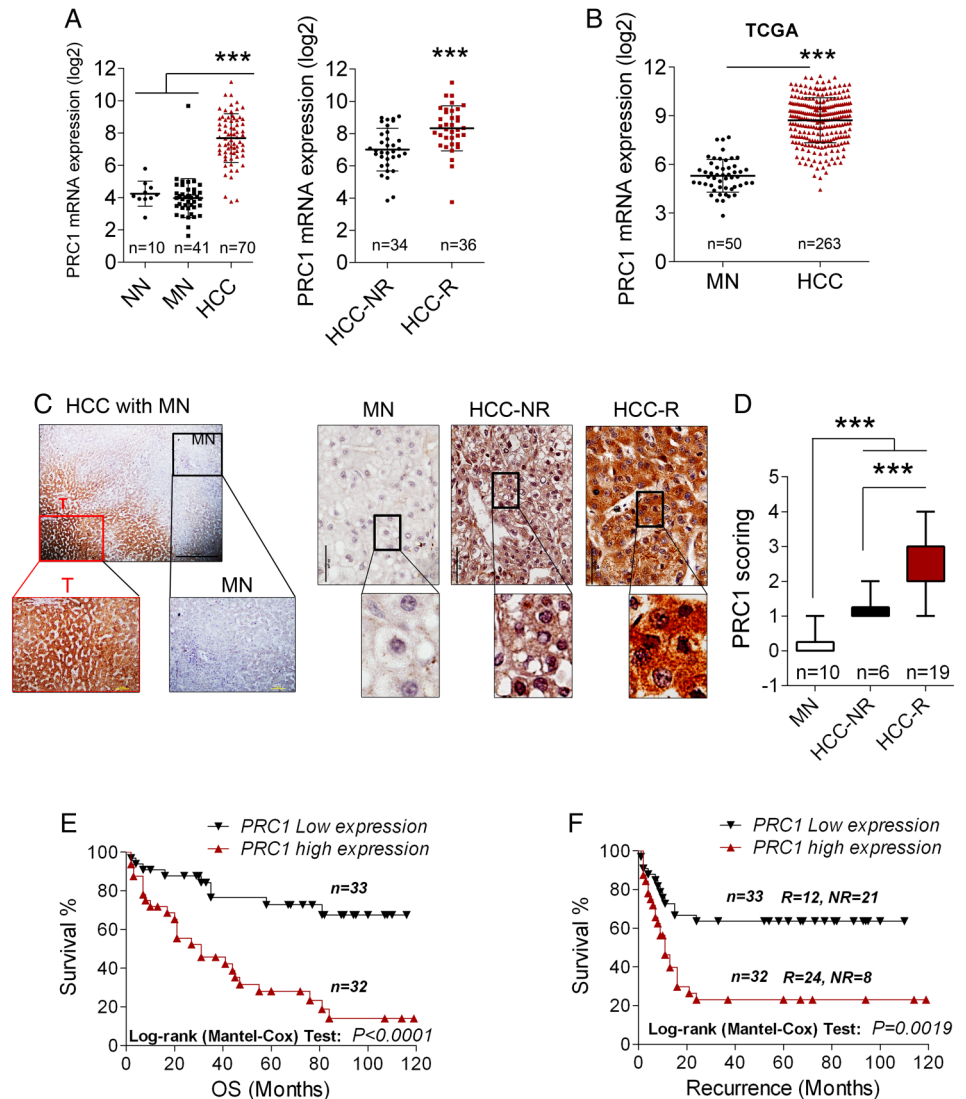 A
PRC1 mRNA expression (log2)
12
10
8
6
4
2
0
***
n=10
n=41
n=70
NN
MN
HCC
PRC1 mRNA expression (log2)
12
10
8
6
4
2
0
***
n=34
n=36
HCC-NR
HCC-R
B
TCGA
PRC1 mRNA expression (log2)
12
9
6
3
0
***
n=50
n=263
MN
HCC
C
HCC with MN
MN
T
T
MN
MN
HCC-NR
HCC-R
D
PRC1 scoring
5
4
3
2
1
0
-1
***
***
n=10
n=6
n=19
MN
HCC-NR
HCC-R
E
PRC1 Low expression
PRC1 high expression
Survival %
100
80
60
40
20
0
n=33
n=32
Log-rank (Mantel-Cox) Test: P<0.0001
0 20 40 60 80 100 120
OS (Months)
F
PRC1 Low expression
PRC1 high expression
Survival %
100
80
60
40
20
0
n=33 R=12, NR=21
n=32 R=24, NR=8
Log-rank (Mantel-Cox) Test: P=0.0019
0 20 40 60 80 100 120
Recurrence (Months)